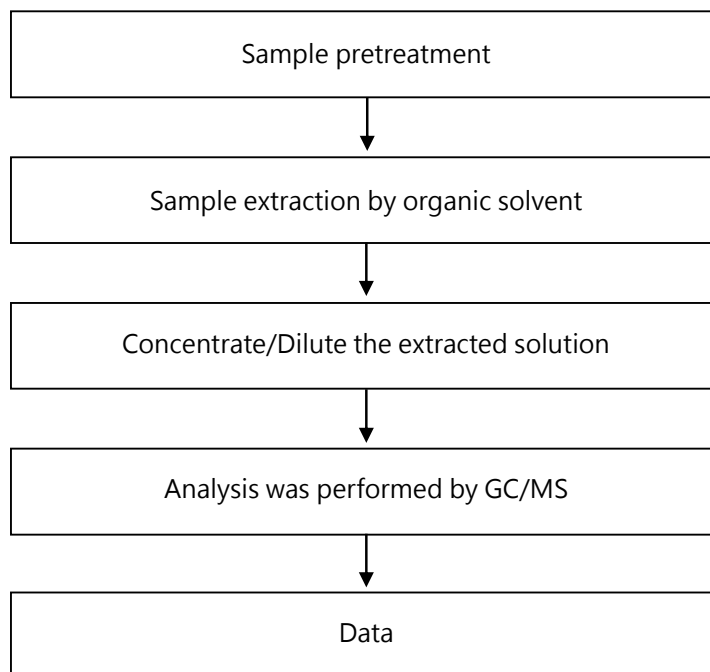 Sample pretreatment
Sample extraction by organic solvent
Concentrate/Dilute the extracted solution
Analysis was performed by GC/MS
Data